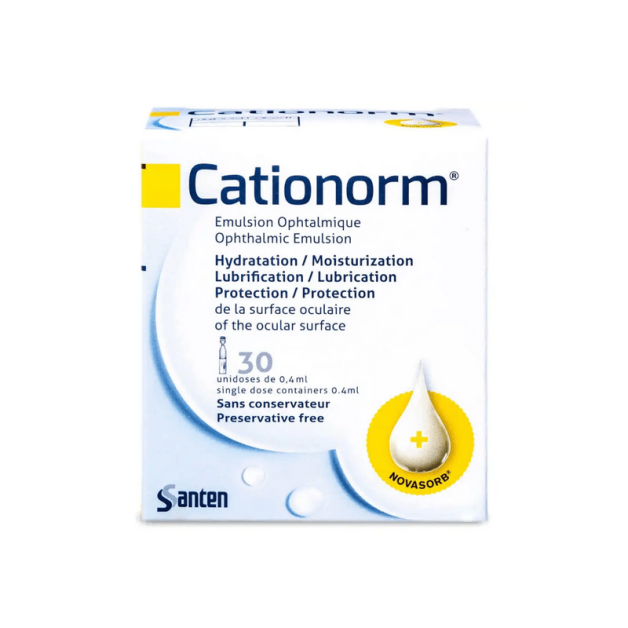 Cationorm®
Cationorm®
Emulsion Ophtalmique
Ophthalmic Emulsion
Hydratation / Moisturization
Lubrification / Lubrication
Protection / Protection
de la surface oculaire
of the ocular surface
30
unidoses de 0,4ml
single dose containers 0.4ml
Sans conservateur
Preservative free
NOVASORB®
Santen